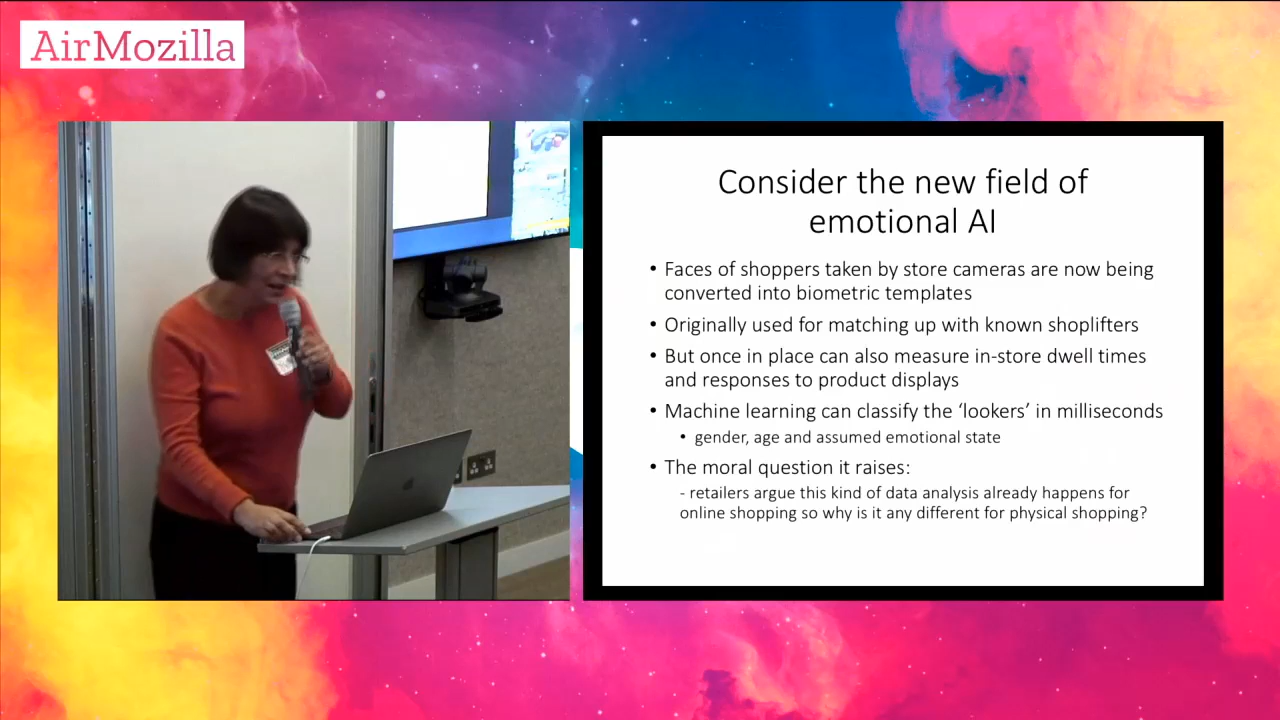 AirMozilla
Consider the new field of
emotional AI
• Faces of shoppers taken by store cameras are now being
converted into biometric templates
• Originally used for matching up with known shoplifters
• But once in place can also measure in-store dwell times
and responses to product displays
• Machine learning can classify the ‘lookers’ in milliseconds
• gender, age and assumed emotional state
• The moral question it raises:
- retailers argue this kind of data analysis already happens for
online shopping so why is it any different for physical shopping?